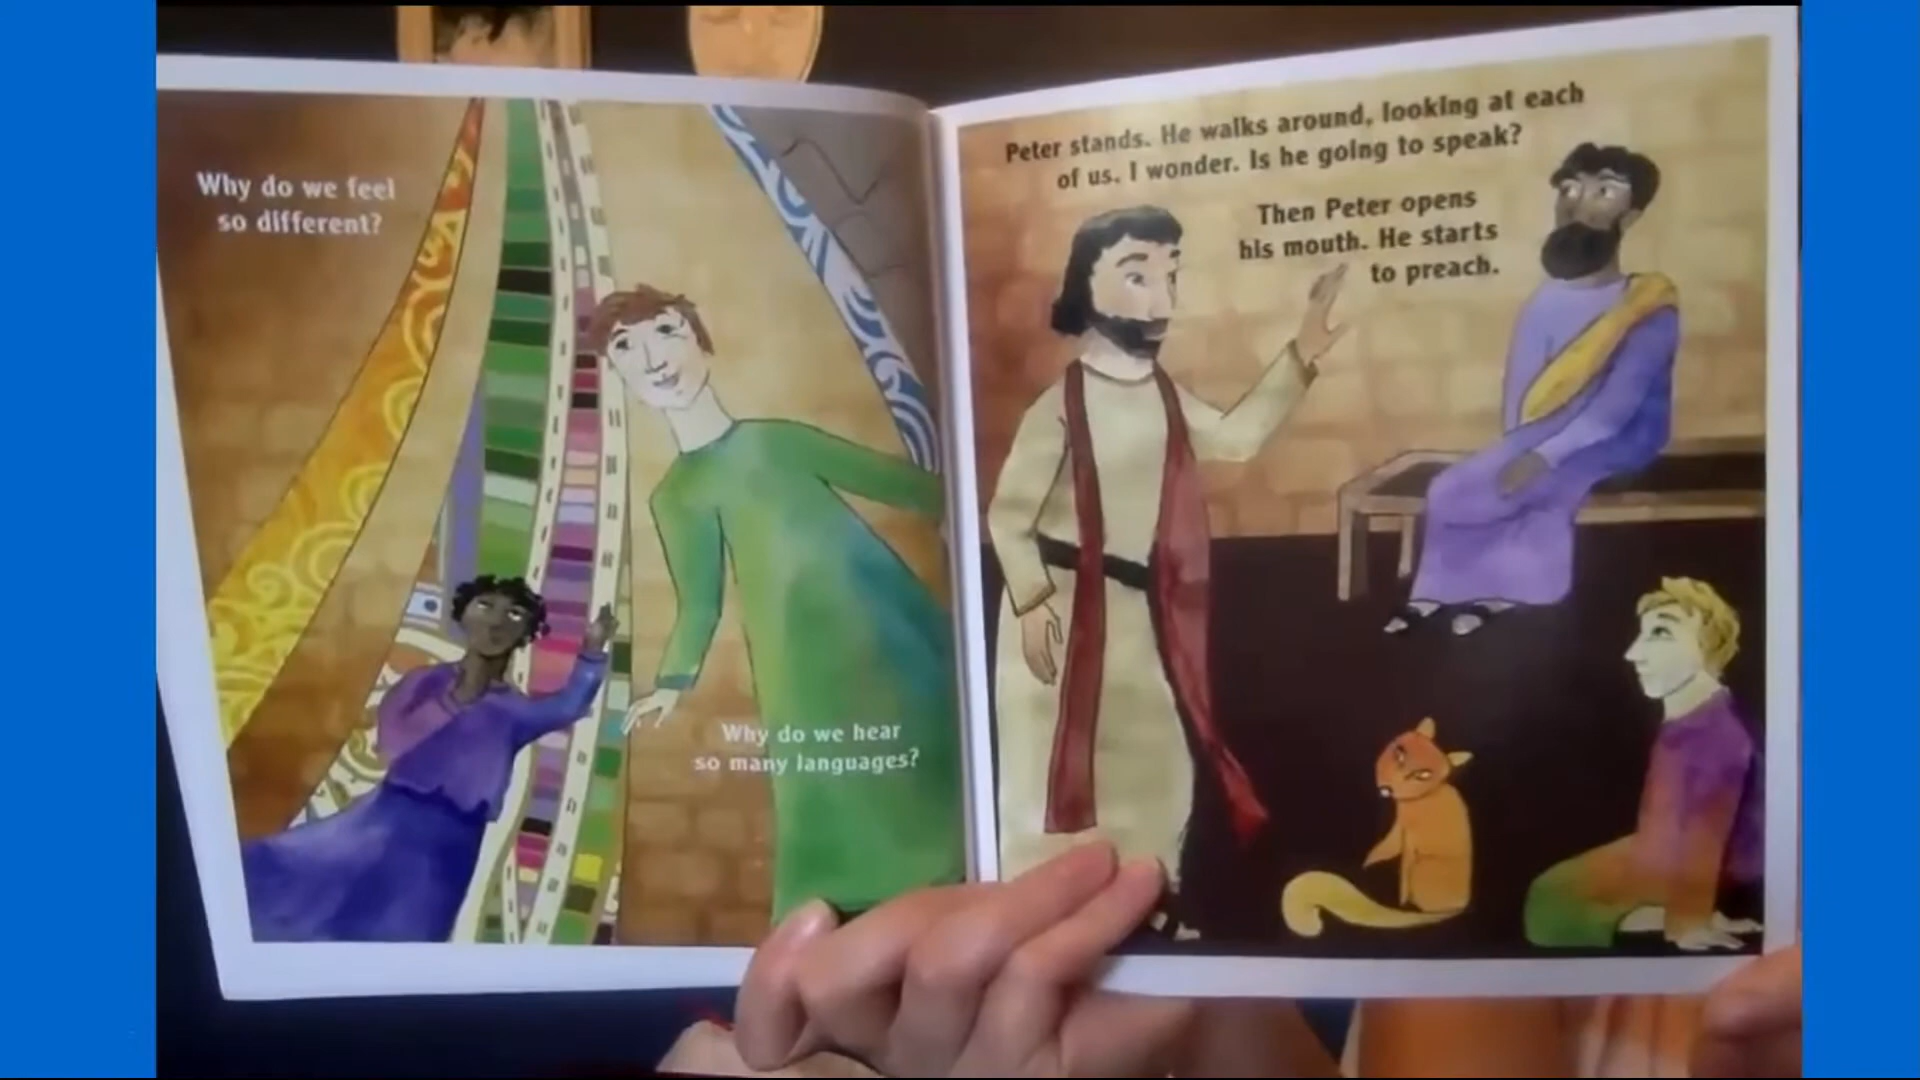 Why do we feel
so different?
Why do we hear
so many languages?
Peter stands. He walks around, looking at each
of us. I wonder. Is he going to speak?
Then Peter opens
his mouth. He starts
to preach.